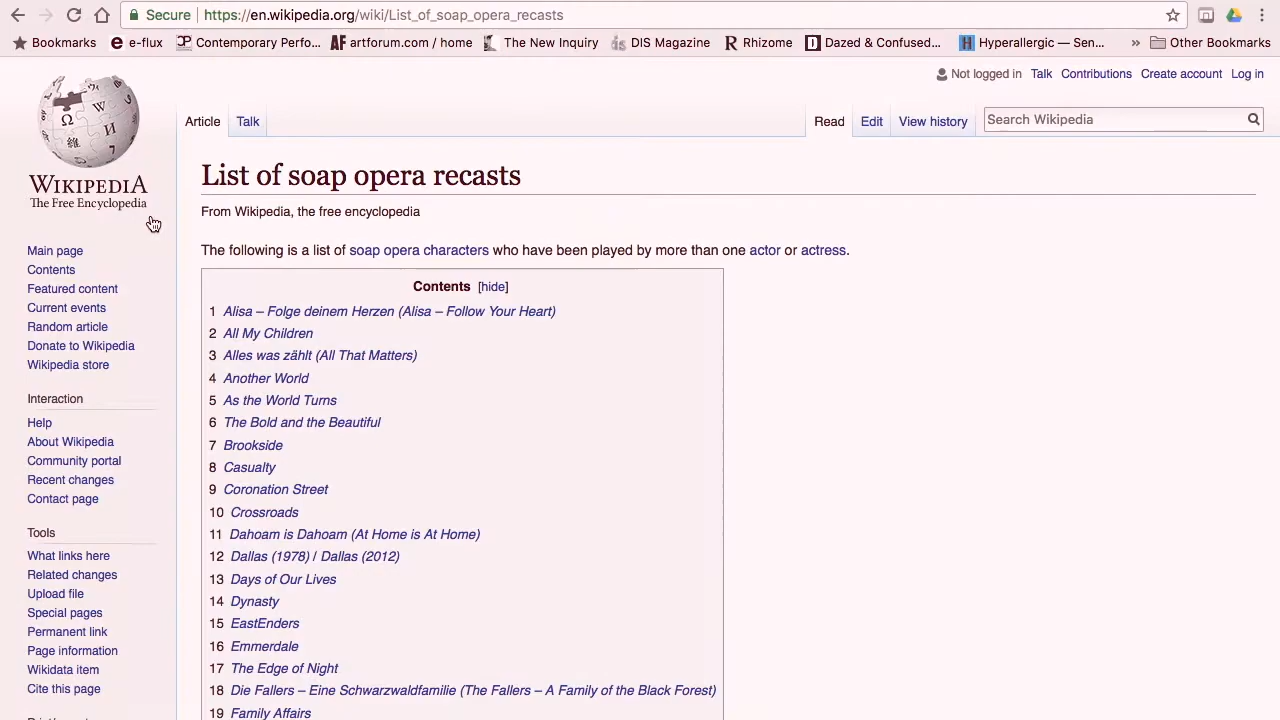 Secure https://en.wikipedia.org/wiki/List_of_soap_opera_recasts
Bookmarks e-flux Contemporary Perfo... artforum.com / home The New Inquiry DIS Magazine Rhizome Dazed & Confused... Hyperallergic — Sen... » Other Bookmarks
Not logged in Talk Contributions Create account Log in
Article Talk Read Edit View history Search Wikipedia
WIKIPEDIA
The Free Encyclopedia
Main page
Contents
Featured content
Current events
Random article
Donate to Wikipedia
Wikipedia store
Interaction
Help
About Wikipedia
Community portal
Recent changes
Contact page
Tools
What links here
Related changes
Upload file
Special pages
Permanent link
Page information
Wikidata item
Cite this page
List of soap opera recasts
From Wikipedia, the free encyclopedia
The following is a list of soap opera characters who have been played by more than one actor or actress.
Contents [hide]
1 Alisa – Folge deinem Herzen (Alisa – Follow Your Heart)
2 All My Children
3 Alles was zählt (All That Matters)
4 Another World
5 As the World Turns
6 The Bold and the Beautiful
7 Brookside
8 Casualty
9 Coronation Street
10 Crossroads
11 Dahoam is Dahoam (At Home is At Home)
12 Dallas (1978) / Dallas (2012)
13 Days of Our Lives
14 Dynasty
15 EastEnders
16 Emmerdale
17 The Edge of Night
18 Die Fallers – Eine Schwarzwaldfamilie (The Fallers – A Family of the Black Forest)
19 Family Affairs